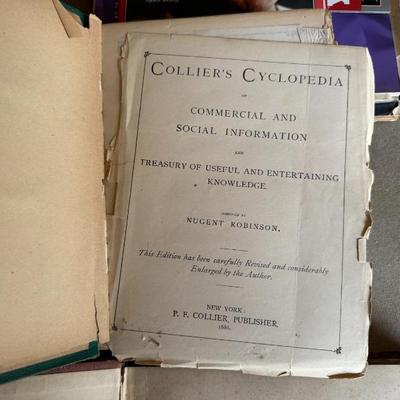 COLLIER'S CYCLOPEDIA
OF
COMMERCIAL AND
SOCIAL INFORMATION
AND
TREASURY OF USEFUL AND ENTERTAINING
KNOWLEDGE.
COMPILED BY
NUGENT ROBINSON.
This Edition has been carefully Revised and considerably
Enlarged by the Author.
NEW YORK:
P. F. COLLIER, PUBLISHER,